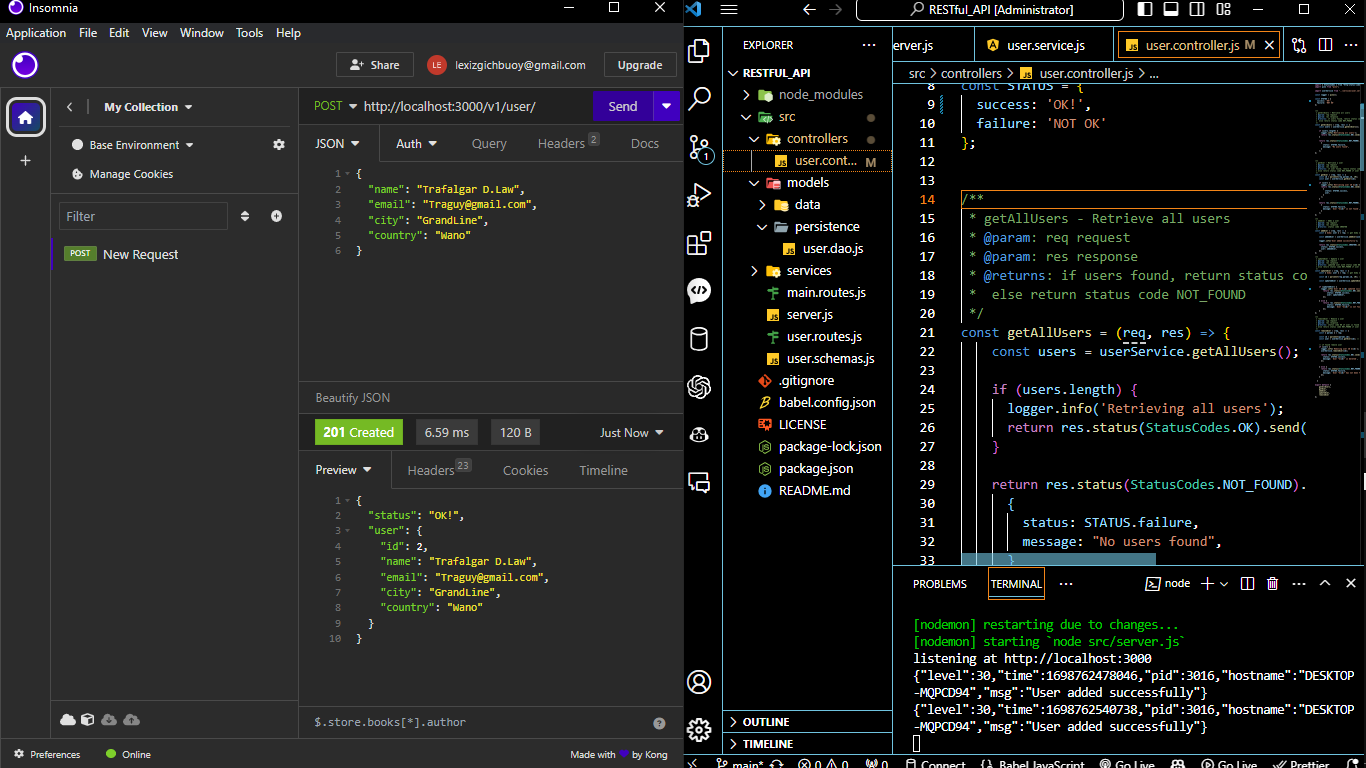 Insomnia
Application File Edit View Window Tools Help
Share
LE
lexizgichbuoy@gmail.com
Upgrade
My Collection
Base Environment
Manage Cookies
Filter
POST New Request
POST http://localhost:3000/v1/user/ Send
JSON Auth Query Headers 2 Docs
1 {
2 "name": "Trafalgar D.Law",
3 "email": "Traguy@gmail.com",
4 "city": "GrandLine",
5 "country": "Wano"
6 }
Beautify JSON
201 Created 6.59 ms 120 B Just Now
Preview Headers 23 Cookies Timeline
1 {
2 "status": "OK!",
3 "user": {
4 "id": 2,
5 "name": "Trafalgar D.Law",
6 "email": "Traguy@gmail.com",
7 "city": "GrandLine",
8 "country": "Wano"
9 }
10 }
$.store.books[*].author
Preferences Online Made with by Kong
RESTful_API [Administrator]
EXPLORER
RESTFUL_API
node_modules
src
controllers
JS user.cont... M
models
data
persistence
JS user.dao.js
services
main.routes.js
JS server.js
user.routes.js
JS user.schemas.js
.gitignore
babel.config.json
LICENSE
package-lock.json
package.json
README.md
OUTLINE
TIMELINE
1
erver.js user.service.js JS user.controller.js M
src > controllers > JS user.controller.js > ...
8 const STATUS = {
9 success: 'OK!',
10 failure: 'NOT OK'
11 };
12
13
14 /**
15 * getAllUsers - Retrieve all users
16 * @param: req request
17 * @param: res response
18 * @returns: if users found, return status co
19 * else return status code NOT_FOUND
20 */
21 const getAllUsers = (req, res) => {
22 const users = userService.getAllUsers();
23
24 if (users.length) {
25 logger.info('Retrieving all users');
26 return res.status(StatusCodes.OK).send(
27 }
28
29 return res.status(StatusCodes.NOT_FOUND).
30 {
31 status: STATUS.failure,
32 message: "No users found",
33 }
PROBLEMS TERMINAL ... node
[nodemon] restarting due to changes...
[nodemon] starting `node src/server.js`
listening at http://localhost:3000
{"level":30,"time":1698762478046,"pid":3016,"hostname":"DESKTOP
-MQPCD94","msg":"User added successfully"}
{"level":30,"time":1698762540738,"pid":3016,"hostname":"DESKTOP
-MQPCD94","msg":"User added successfully"}
main* 0 0 0 Connect Babel JavaScript Go Live Go Live Prettier